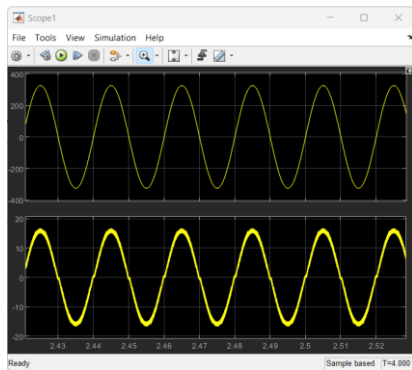 Scope1
File Tools View Simulation Help
400
200
0
-200
-400
20
10
0
-10
-20
2.43 2.44 2.45 2.46 2.47 2.48 2.49 2.5 2.51 2.52
Ready Sample based T=4.000